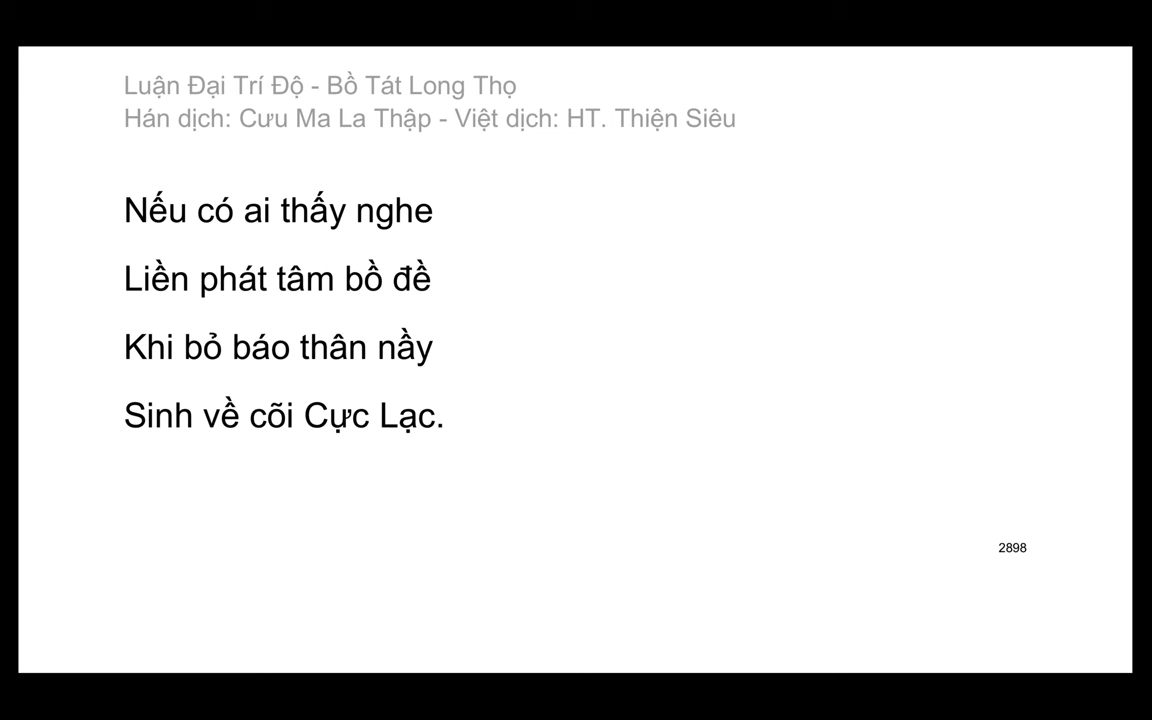 Luận Đại Trí Độ - Bồ Tát Long Thọ
Hán dịch: Cưu Ma La Thập - Việt dịch: HT. Thiện Siêu
Nếu có ai thấy nghe
Liền phát tâm bồ đề
Khi bỏ báo thân nầy
Sinh về cõi Cực Lạc.
2898